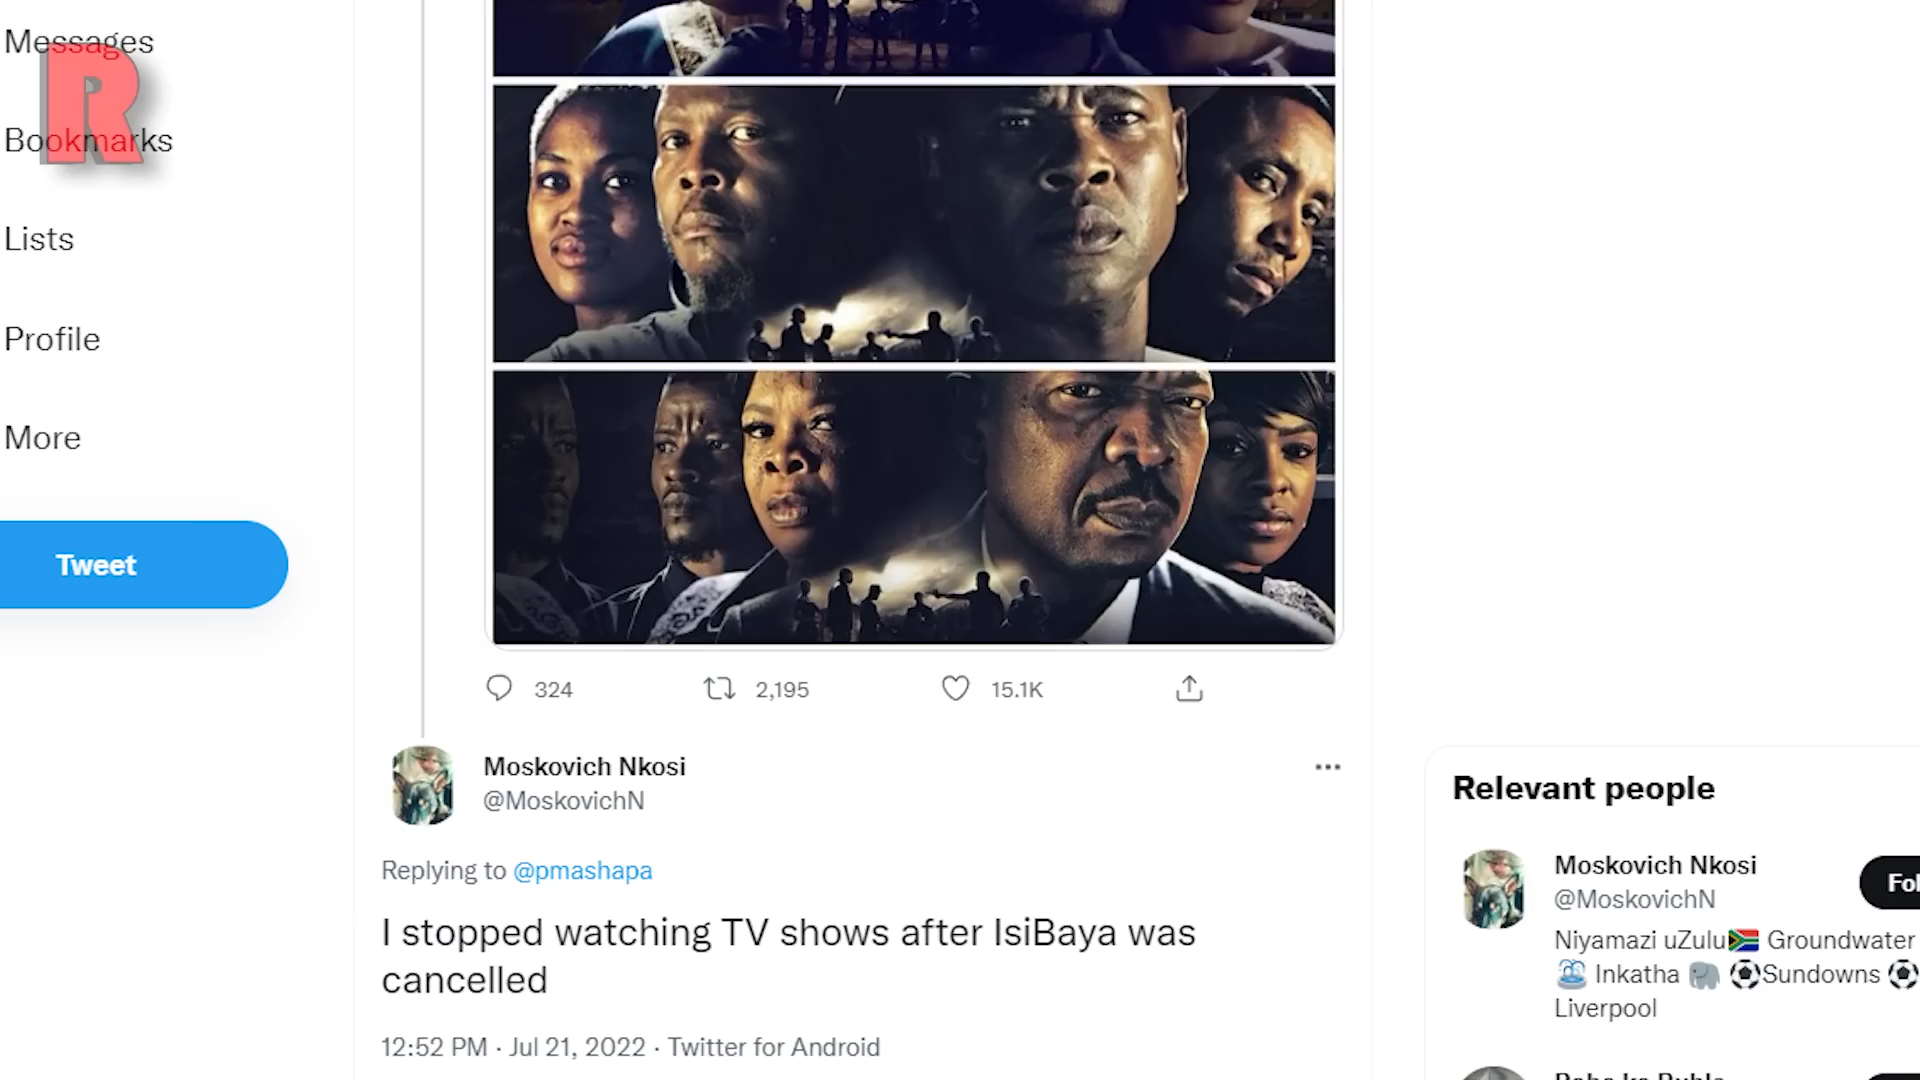 Messages
R
Bookmarks
Lists
Profile
More
Tweet
324
2,195
15.1K
Moskovich Nkosi
@MoskovichN
Replying to @pmashapa
I stopped watching TV shows after IsiBaya was
cancelled
12:52 PM · Jul 21, 2022 · Twitter for Android
Relevant people
Moskovich Nkosi
@MoskovichN
Fol
Niyamazi uZulu🇿🇦 Groundwater
⛲ Inkatha 🐘 ⚽Sundowns ⚽
Liverpool